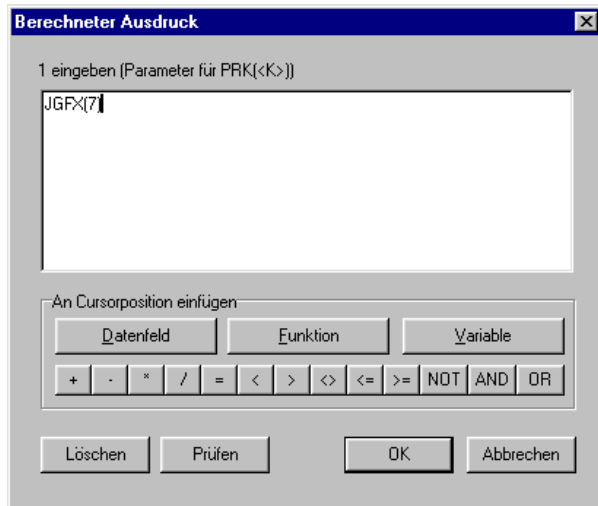 Berechneter Ausdruck
1 eingeben (Parameter für PRK(<K>))
JGFX(7)
An Cursorposition einfügen
Datenfeld Funktion Variable
+ - * / = < > <> <= >= NOT AND OR
Löschen Prüfen OK Abbrechen